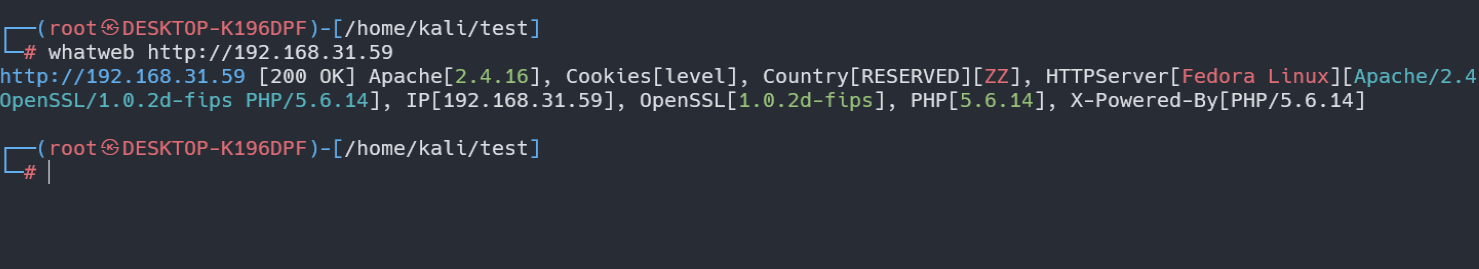 ┌──(root㉿DESKTOP-K196DPF)-[/home/kali/test]
└─# whatweb http://192.168.31.59
http://192.168.31.59 [200 OK] Apache[2.4.16], Cookies[level], Country[RESERVED][ZZ], HTTPServer[Fedora Linux][Apache/2.4
OpenSSL/1.0.2d-fips PHP/5.6.14], IP[192.168.31.59], OpenSSL[1.0.2d-fips], PHP[5.6.14], X-Powered-By[PHP/5.6.14]
┌──(root㉿DESKTOP-K196DPF)-[/home/kali/test]
└─#